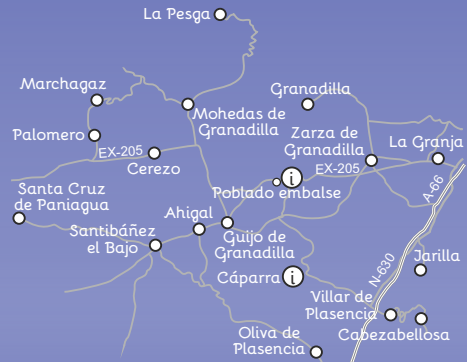 La Pesga
Marchagaz
Granadilla
Mohedas de
Granadilla
Palomero
Zarza de
Granadilla
La Granja
EX-205
Cerezo
EX-205
i
Poblado embalse
Santa Cruz
de Paniagua
A-66
Ahigal
Santibáñez
el Bajo
Guijo de
Granadilla
Jarilla
Cáparra
i
N-630
Villar de
Plasencia
Cabezabellosa
Oliva de
Plasencia